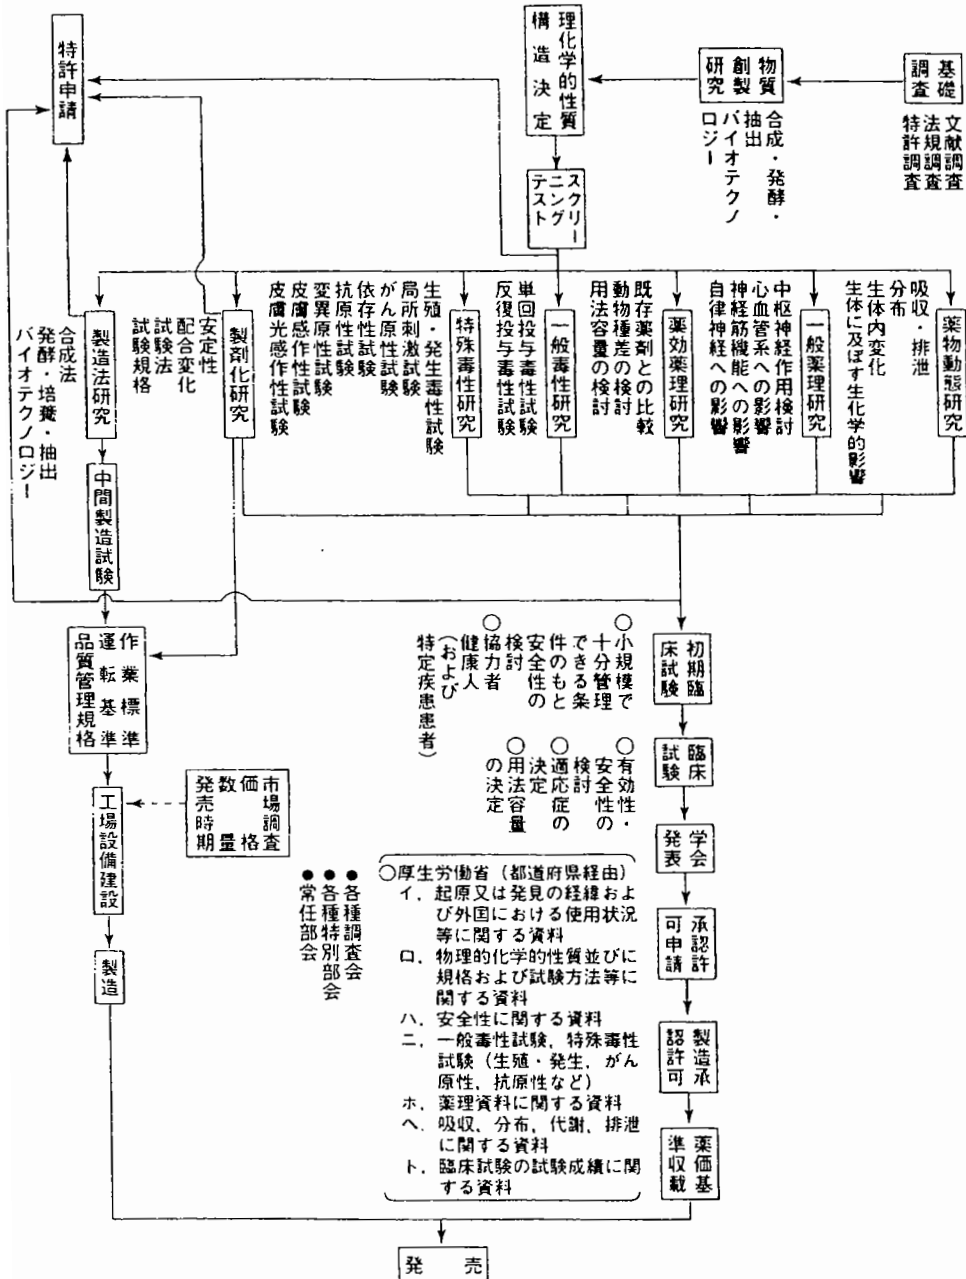 基礎
調査
文献調査
法規調査
特許調査
物質
創製
研究
合成・発酵・
抽出
バイオテクノ
ロジー
理化学的性質
構造決定
特許申請
スクリー
ニング
テスト
薬物動態研究
吸収・排泄
分布
生体内変化
生体に及ぼす生化学的影響
一般薬理研究
中枢神経作用検討
心血管系への影響
神経筋機能への影響
自律神経への影響
薬効薬理研究
既存薬剤との比較
動物種差の検討
用法容量の検討
一般毒性研究
単回投与毒性試験
反復投与毒性試験
特殊毒性研究
生殖・発生毒性試験
局所刺激試験
がん原性試験
依存性試験
抗原性試験
変異原性試験
皮膚感作性試験
皮膚光感作性試験
製剤化研究
安定性
配合変化
試験法
試験規格
製造法研究
合成法
発酵・培養・抽出
バイオテクノロジー
中間製造試験
作業標準
運転基準
品質管理規格
初期臨
床試験
○小規模で
十分管理
できる条
件のもと
安全性の
検討
○協力者
健康人
(および
特定疾患患者)
臨床
試験
○有効性・
安全性の
検討
○適応症の
決定
○用法容量
の決定
市場調査
価格
数量
発売時期
工場設備建設
製造
学会
発表
承認許
可申請
○厚生労働省(都道府県経由)
イ．起原又は発見の経緯およ
び外国における使用状況
等に関する資料
ロ．物理的化学的性質並びに
規格および試験方法等に
関する資料
ハ．安全性に関する資料
ニ．一般毒性試験，特殊毒性
試験(生殖・発生，がん
原性，抗原性など)
ホ．薬理資料に関する資料
ヘ．吸収，分布，代謝，排泄
に関する資料
ト．臨床試験の試験成績に関
する資料
●各種調査会
●各種特別部会
●常任部会
製造承
認許可
薬価基
準収載
発売